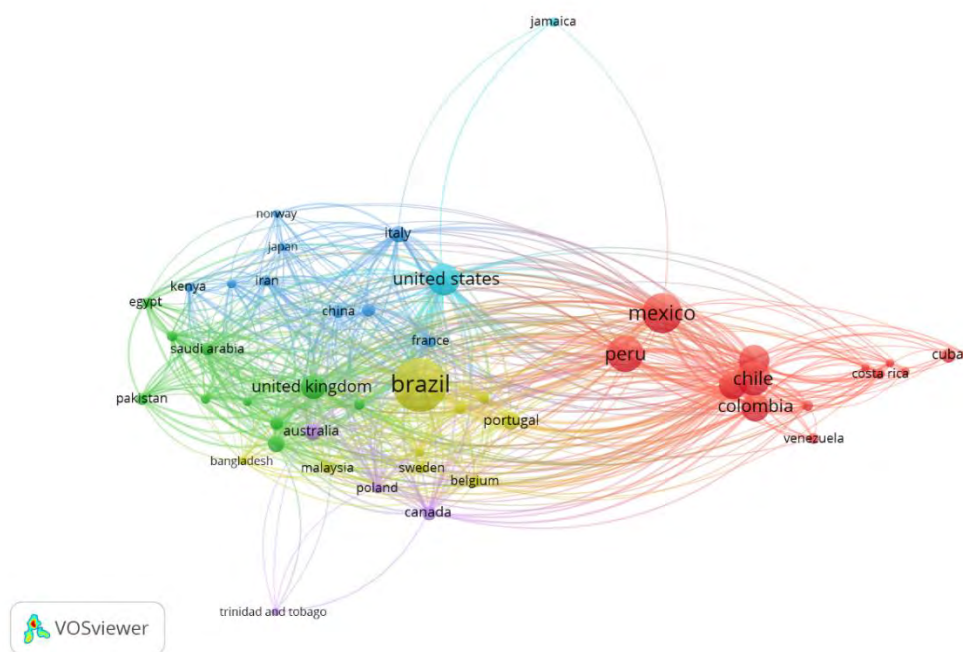 jamaica
norway
italy
japan
united states
kenya
iran
egypt
china
mexico
france
saudi arabia
peru
cuba
costa rica
brazil
chile
united kingdom
pakistan
colombia
portugal
australia
venezuela
bangladesh
malaysia
sweden
belgium
poland
canada
trinidad and tobago
VOSviewer